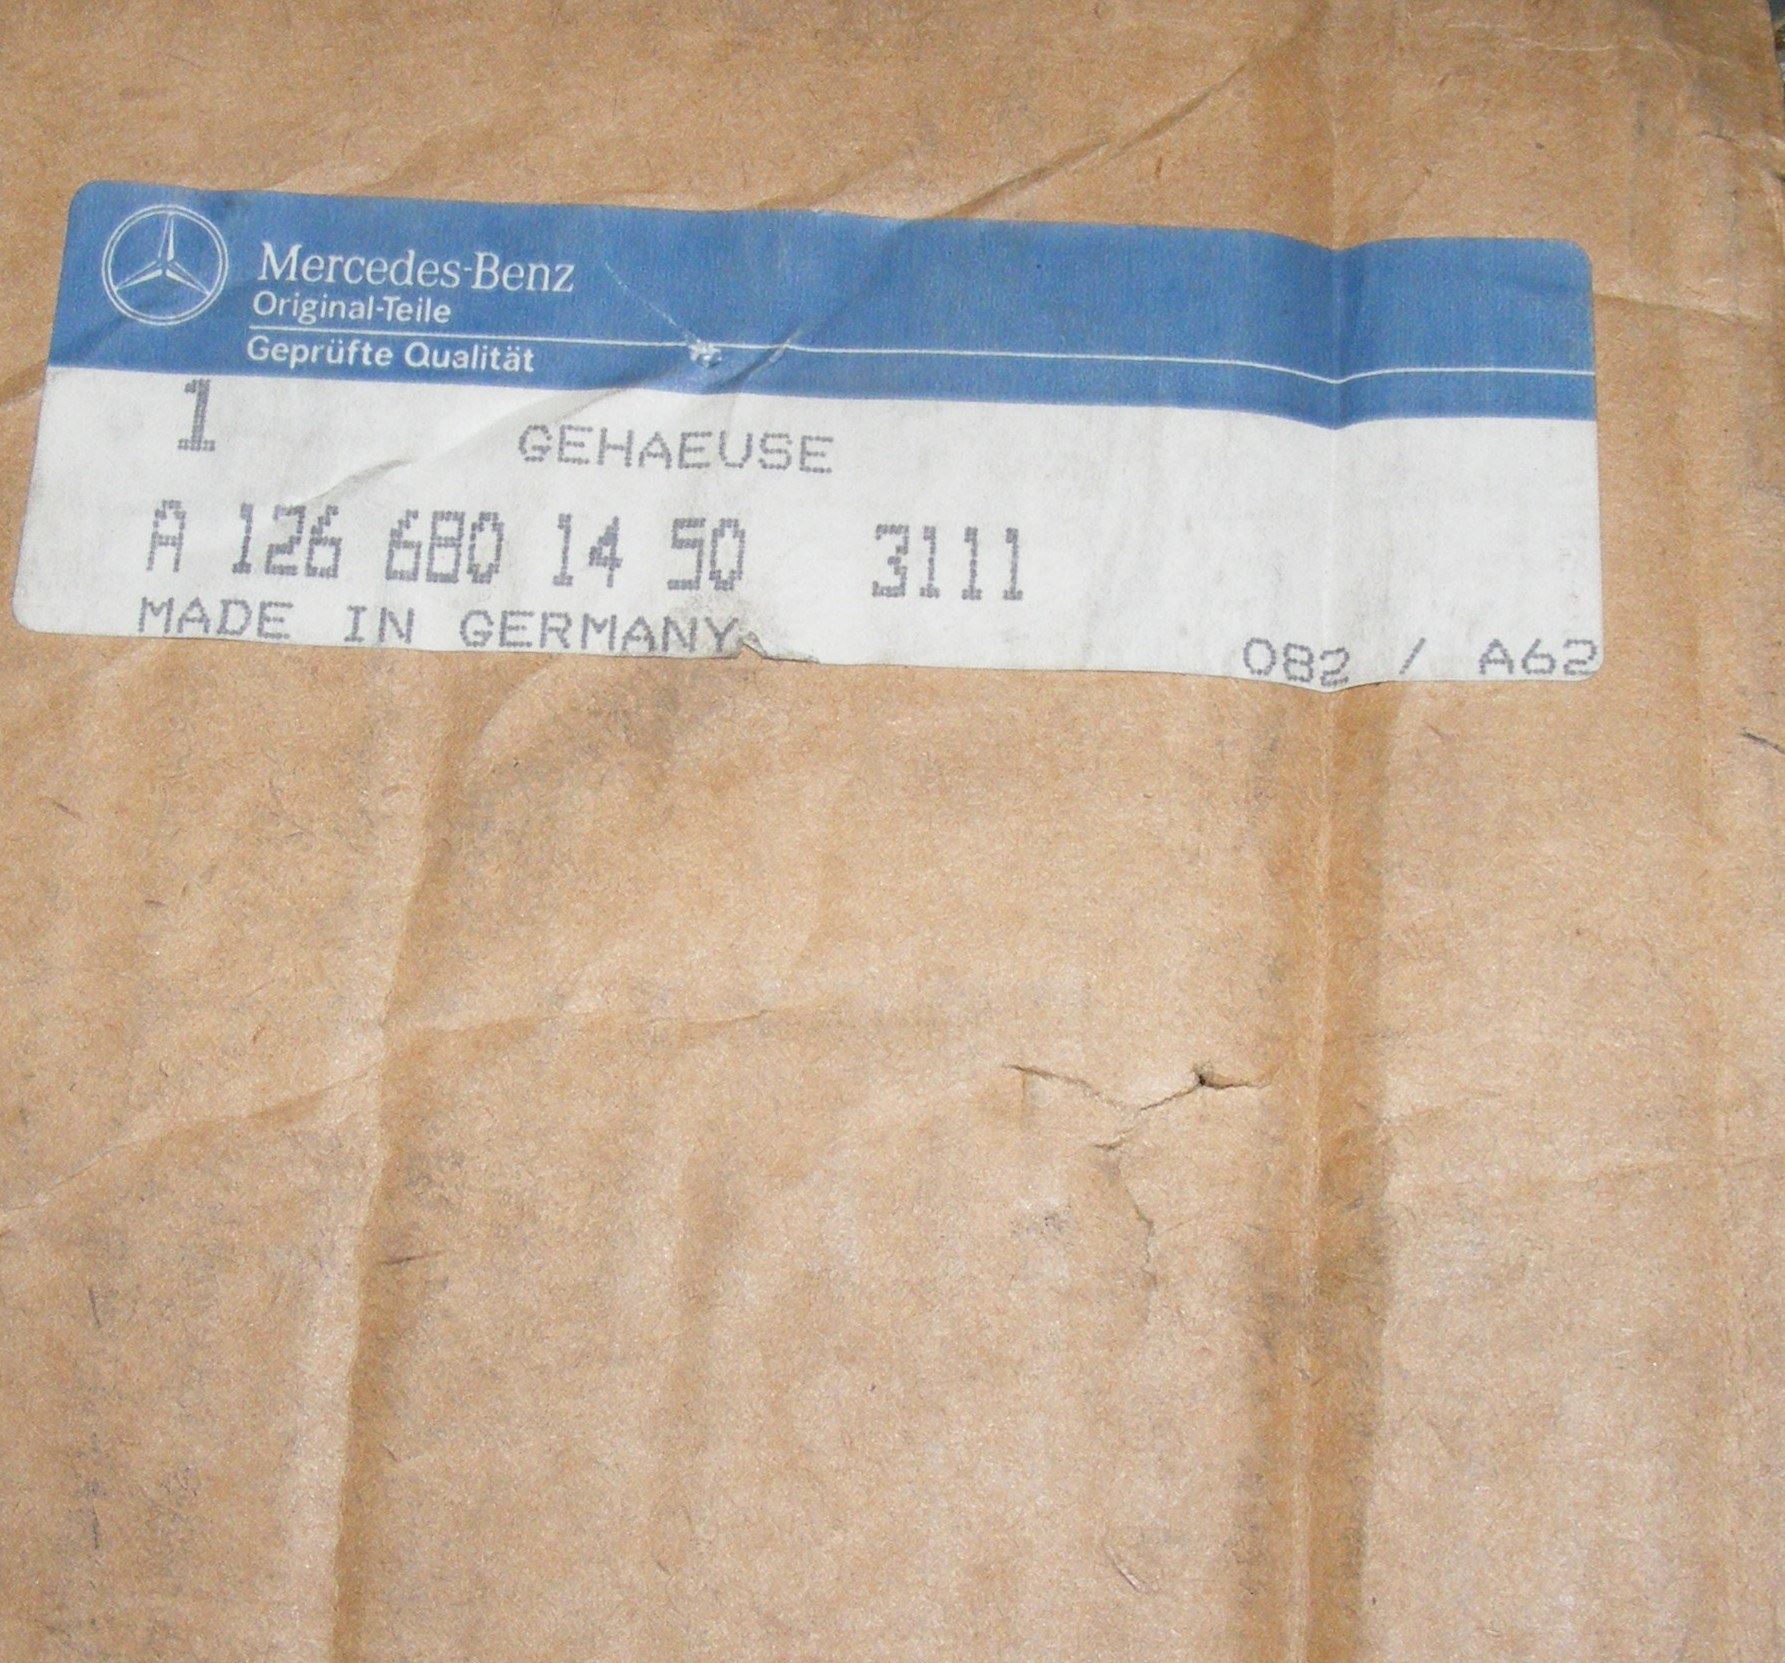 Mercedes-Benz
Original-Teile
Geprüfte Qualität
1 GEHAEUSE
A 126 680 14 50 3111
MADE IN GERMANY
082 / A62